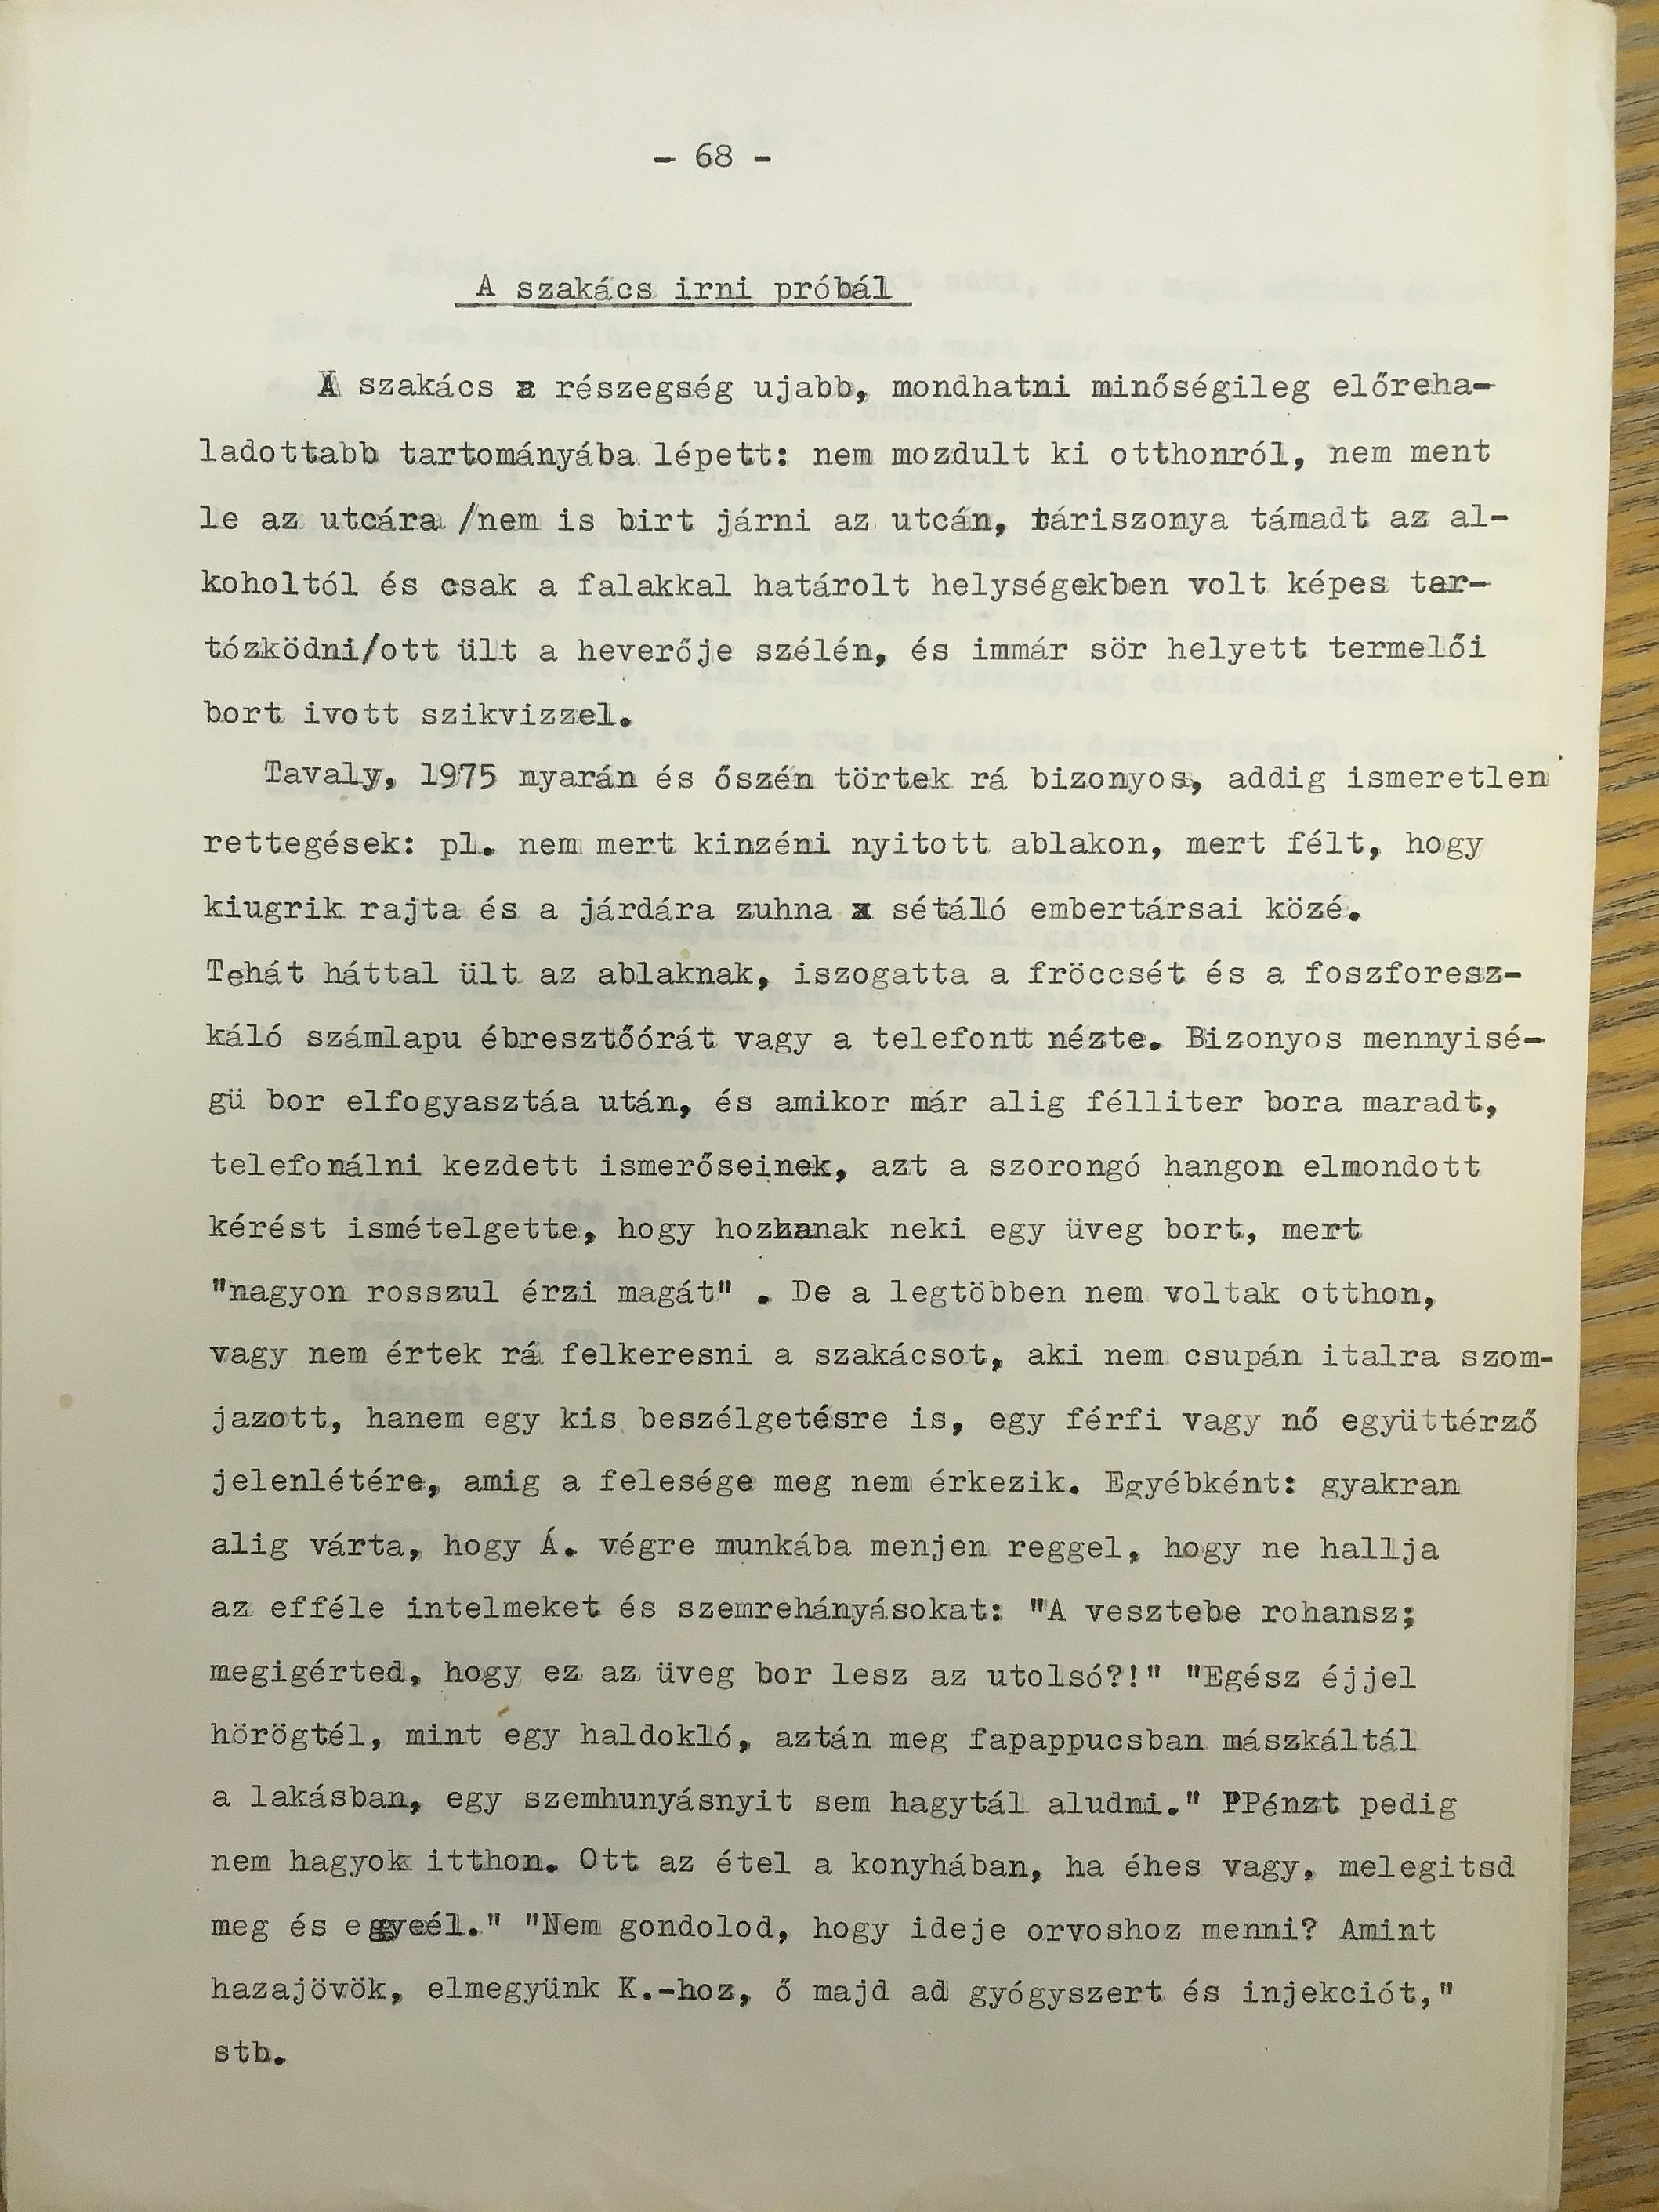 - 68 -
A szakács irni próbál
A szakács a részegség ujabb, mondhatni minőségileg előreha-
ladottabb tartományába lépett: nem mozdult ki otthonról, nem ment
le az utcára /nem is birt járni az utcán, táriszonya támadt az al-
koholtól és csak a falakkal határolt helységekben volt képes tar-
tózködni/ott ült a heverője szélén, és immár sör helyett termelői
bort ivott szikvizzel.
Tavaly, 1975 nyarán és őszén törtek rá bizonyos, addig ismeretlen
rettegések: pl. nem mert kinzéni nyitott ablakon, mert félt, hogy
kiugrik rajta és a járdára zuhna a sétáló embertársai közé.
Tehát háttal ült az ablaknak, iszogatta a fröccsét és a foszforesz-
káló számlapu ébresztőórát vagy a telefont nézte. Bizonyos mennyisé-
gü bor elfogyasztáa után, és amikor már alig félliter bora maradt,
telefonálni kezdett ismerőseinek, azt a szorongó hangon elmondott
kérést ismételgette, hogy hozzanak neki egy üveg bort, mert
"nagyon rosszul érzi magát" . De a legtöbben nem voltak otthon,
vagy nem értek rá felkeresni a szakácsot, aki nem csupán italra szom-
jazott, hanem egy kis beszélgetésre is, egy férfi vagy nő együttérző
jelenlétére, amig a felesége meg nem érkezik. Egyébként: gyakran
alig várta, hogy Á. végre munkába menjen reggel, hogy ne hallja
az efféle intelmeket és szemrehányásokat: "A vesztebe rohansz;
megigérted, hogy ez az üveg bor lesz az utolsó?!" "Egész éjjel
hörögtél, mint egy haldokló, aztán meg fapappucsban mászkáltál
a lakásban, egy szemhunyásnyit sem hagytál aludni." "Pénzt pedig
nem hagyok itthon. Ott az étel a konyhában, ha éhes vagy, melegitsd
meg és egyeél." "Nem gondolod, hogy ideje orvoshoz menni? Amint
hazajövök, elmegyünk K.-hoz, ő majd ad gyógyszert és injekciót,"
stb.